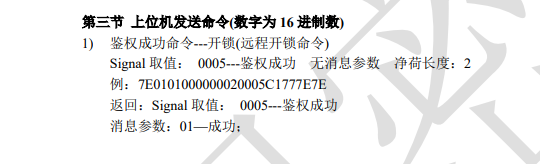 第三节 上位机发送命令(数字为 16 进制数)
1) 鉴权成功命令---开锁(远程开锁命令)
Signal 取值： 0005---鉴权成功 无消息参数 净荷长度：2
例：7E0101000000020005C1777E7E
返回：Signal 取值： 0005---鉴权成功
消息参数：01—成功；